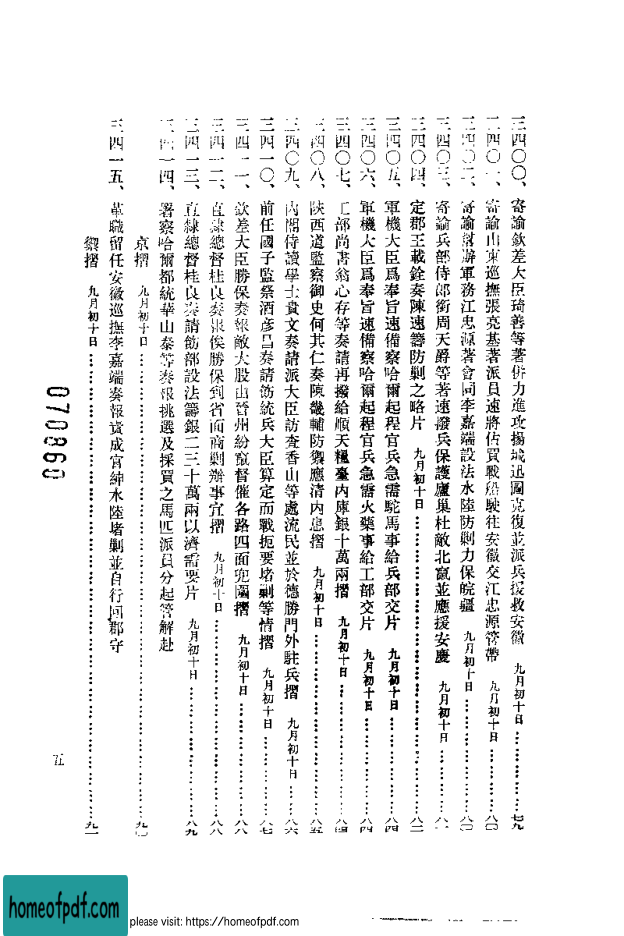 三四〇〇、寄諭欽差大臣琦善等著併力進攻揚城迅圖克復並派兵援救安徽 九月初十日……七九
三四〇一、寄諭山東巡撫張亮基著派員速將佔買戰船駛往安徽交江忠源管帶 九月初十日……八〇
三四〇二、寄諭幫辦軍務江忠源著會同李嘉端設法水陸防剿力保皖疆 九月初十日……八〇
三四〇三、寄諭兵部侍郎銜周天爵等著速撥兵保護廬巢杜敵北竄並應援安慶 九月初十日……八一
三四〇四、定郡王載銓奏陳速籌防剿之略片 九月初十日……八二
三四〇五、軍機大臣爲奉旨速備察哈爾起程官兵急需駝馬事給兵部交片 九月初十日……八四
三四〇六、軍機大臣爲奉旨速備察哈爾起程官兵急需火藥事給工部交片 九月初十日……八四
三四〇七、工部尚書翁心存等奏請再撥給順天糧臺內庫銀十萬兩摺 九月初十日……八四
三四〇八、陝西道監察御史何其仁奏陳畿輔防禦應清內患摺 九月初十日……八五
三四〇九、內閣侍讀學士貴文奏請派大臣訪查香山等處流民並於德勝門外駐兵摺 九月初十日……八六
三四一〇、前任國子監祭酒彥昌奏請飭統兵大臣算定而戰扼要堵剿等情摺 九月初十日……八七
三四一一、欽差大臣勝保奏報敵大股由晉州紛竄督催各路四面兜圍摺 九月初十日……八八
三四一二、直隸總督桂良奏報俟勝保到省面商剿辦事宜摺 九月初十日……八八
三四一三、直隸總督桂良奏請飭部設法籌銀二三十萬兩以濟需要片 九月初十日……八九
三四一四、署察哈爾都統華山泰等奏報挑選及採買之馬匹派員分起管解赴
京摺 九月初十日……九〇
三四一五、革職留任安徽巡撫李嘉端奏報責成官紳水陸堵剿並自行回郡守
禦摺 九月初十日……九一
五
070860
homeofpdf.com
please visit: https://homeofpdf.com